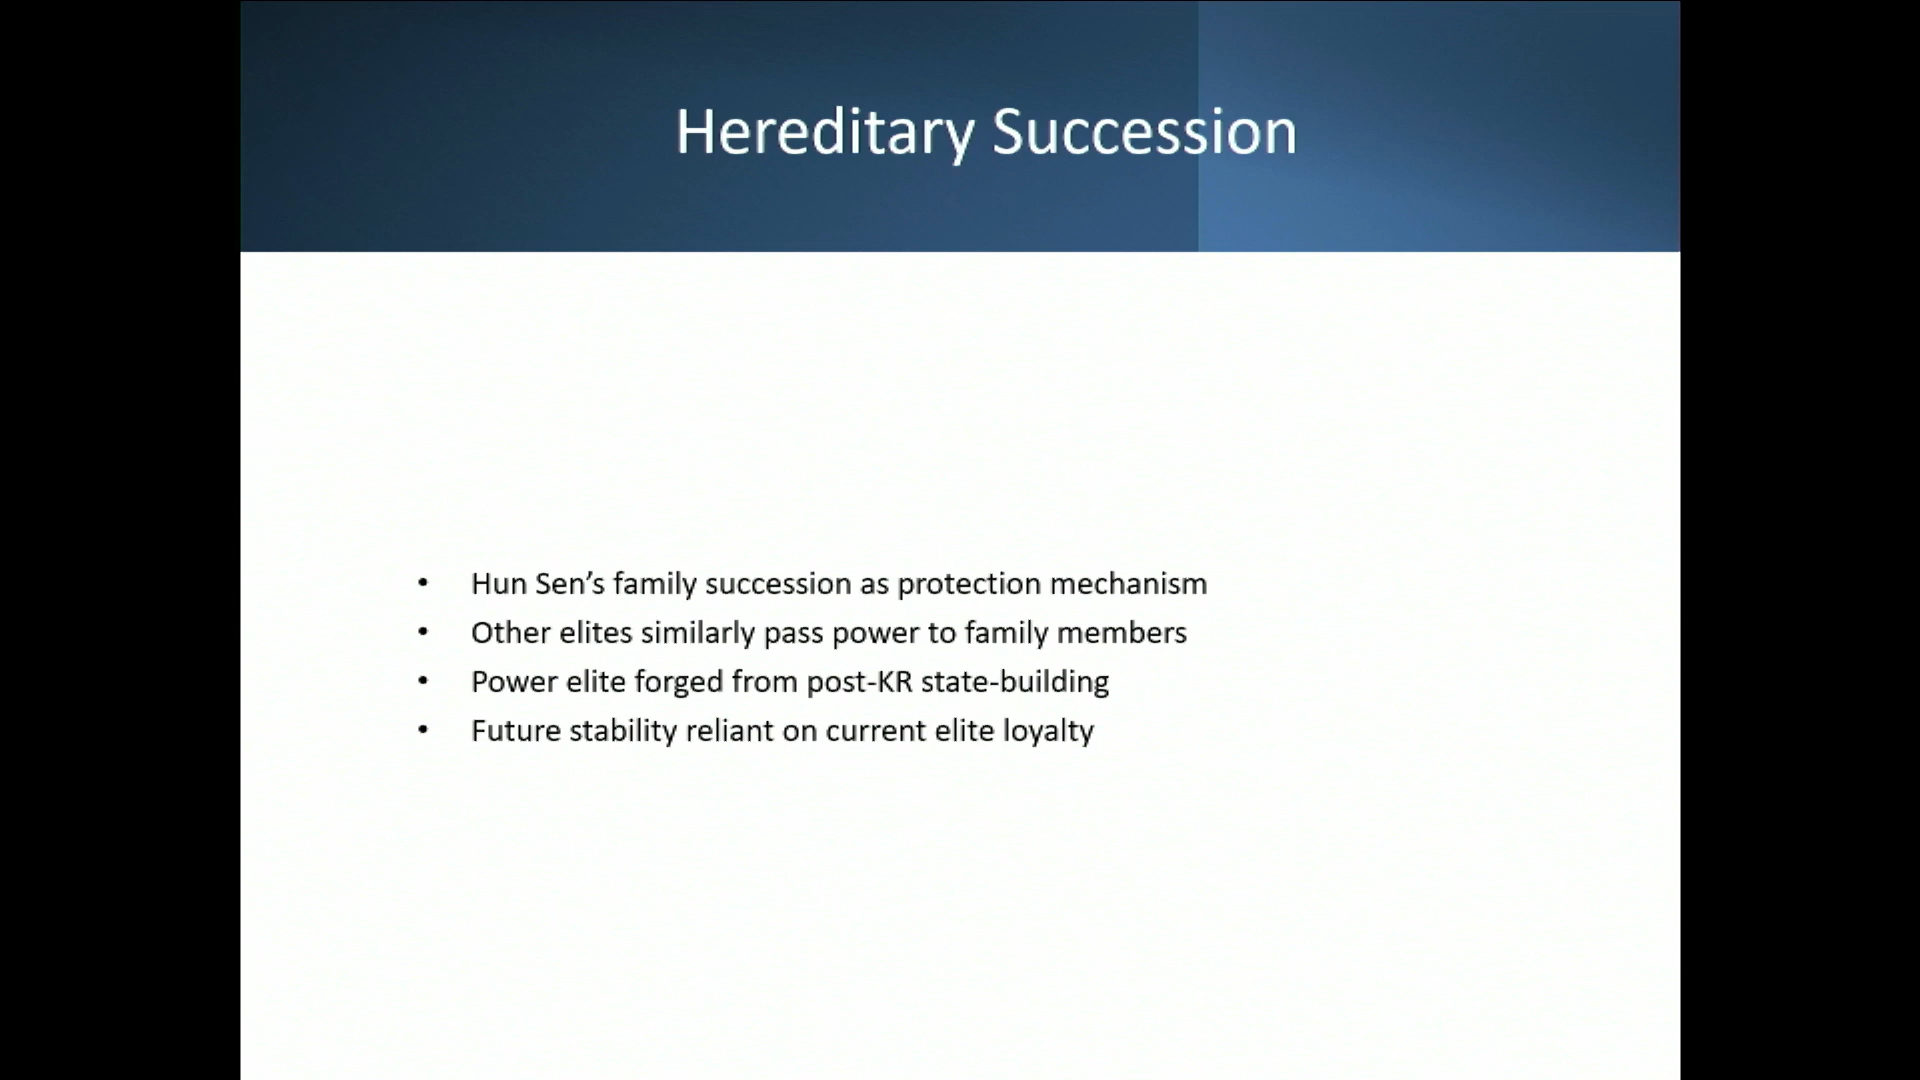 Hereditary Succession
• Hun Sen’s family succession as protection mechanism
• Other elites similarly pass power to family members
• Power elite forged from post-KR state-building
• Future stability reliant on current elite loyalty